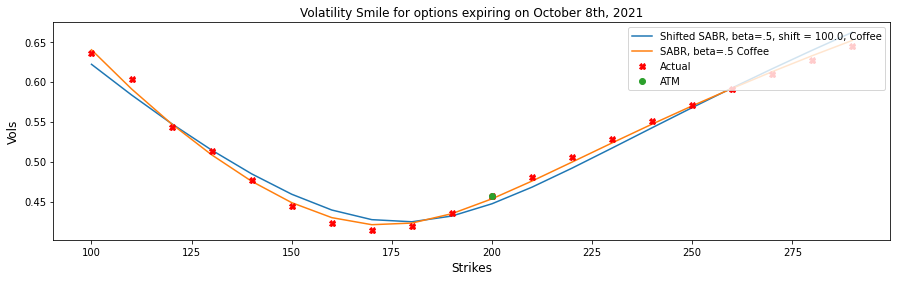 Volatility Smile for options expiring on October 8th, 2021
Shifted SABR, beta=.5, shift = 100.0, Coffee
SABR, beta=.5 Coffee
Actual
ATM
0.65
0.60
0.55
0.50
0.45
Vols
100
125
150
175
200
225
250
275
Strikes